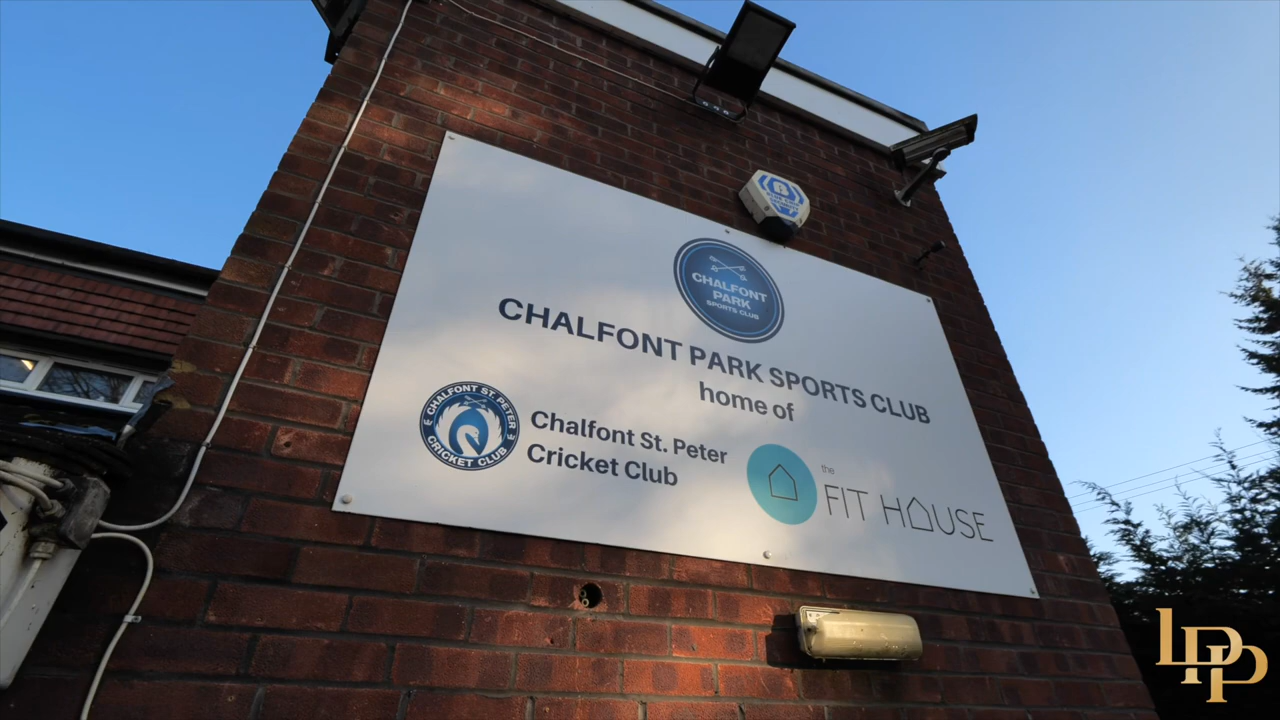 CHALFONT
PARK
SPORTS CLUB
CHALFONT PARK SPORTS CLUB
home of
CHALFONT ST. PETER
CRICKET CLUB
Chalfont St. Peter
Cricket Club
the
FIT HOUSE
LPP